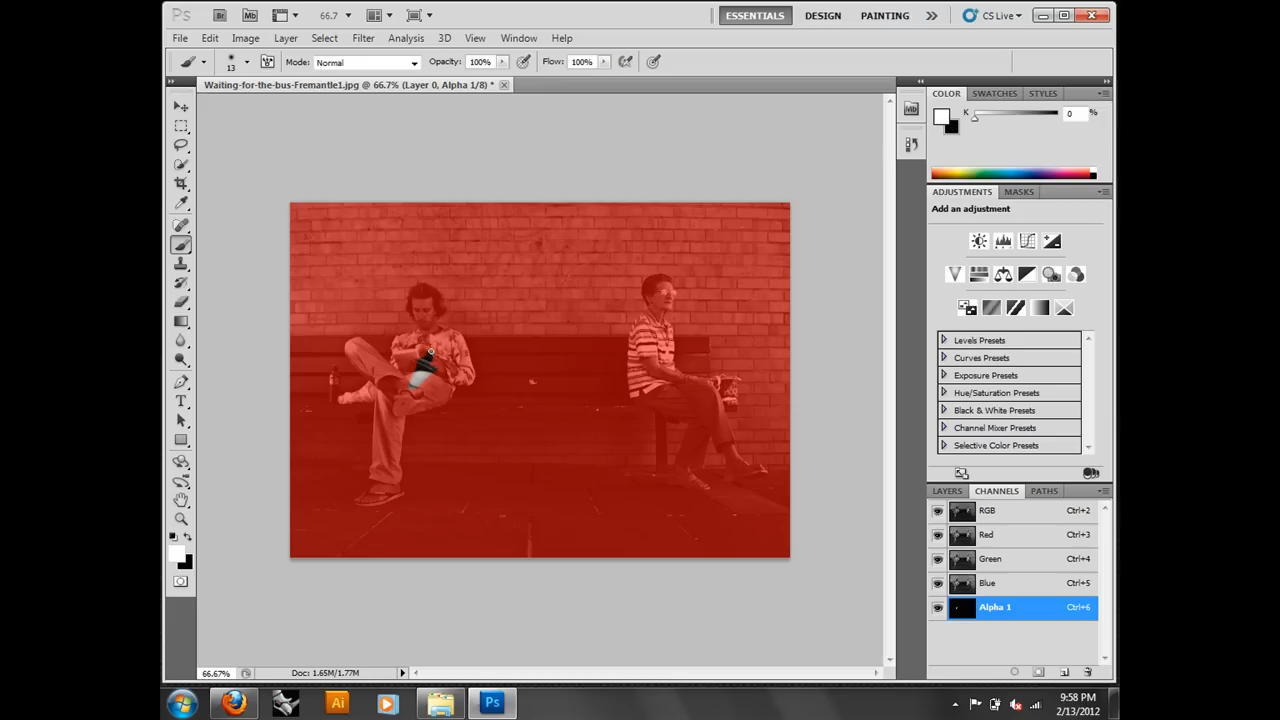 Ps Br Mb 66.7 ESSENTIALS DESIGN PAINTING CS Live
File Edit Image Layer Select Filter Analysis 3D View Window Help
13 Mode: Normal Opacity: 100% Flow: 100%
Waiting-for-the-bus-Fremantle1.jpg @ 66.7% (Layer 0, Alpha 1/8) *
COLOR SWATCHES STYLES
K 0 %
Mb
ADJUSTMENTS MASKS
Add an adjustment
Levels Presets
Curves Presets
Exposure Presets
Hue/Saturation Presets
Black & White Presets
Channel Mixer Presets
Selective Color Presets
LAYERS CHANNELS PATHS
RGB Ctrl+2
Red Ctrl+3
Green Ctrl+4
Blue Ctrl+5
Alpha 1 Ctrl+6
66.67% Doc: 1.65M/1.77M
Ai Ps 9:58 PM
2/13/2012